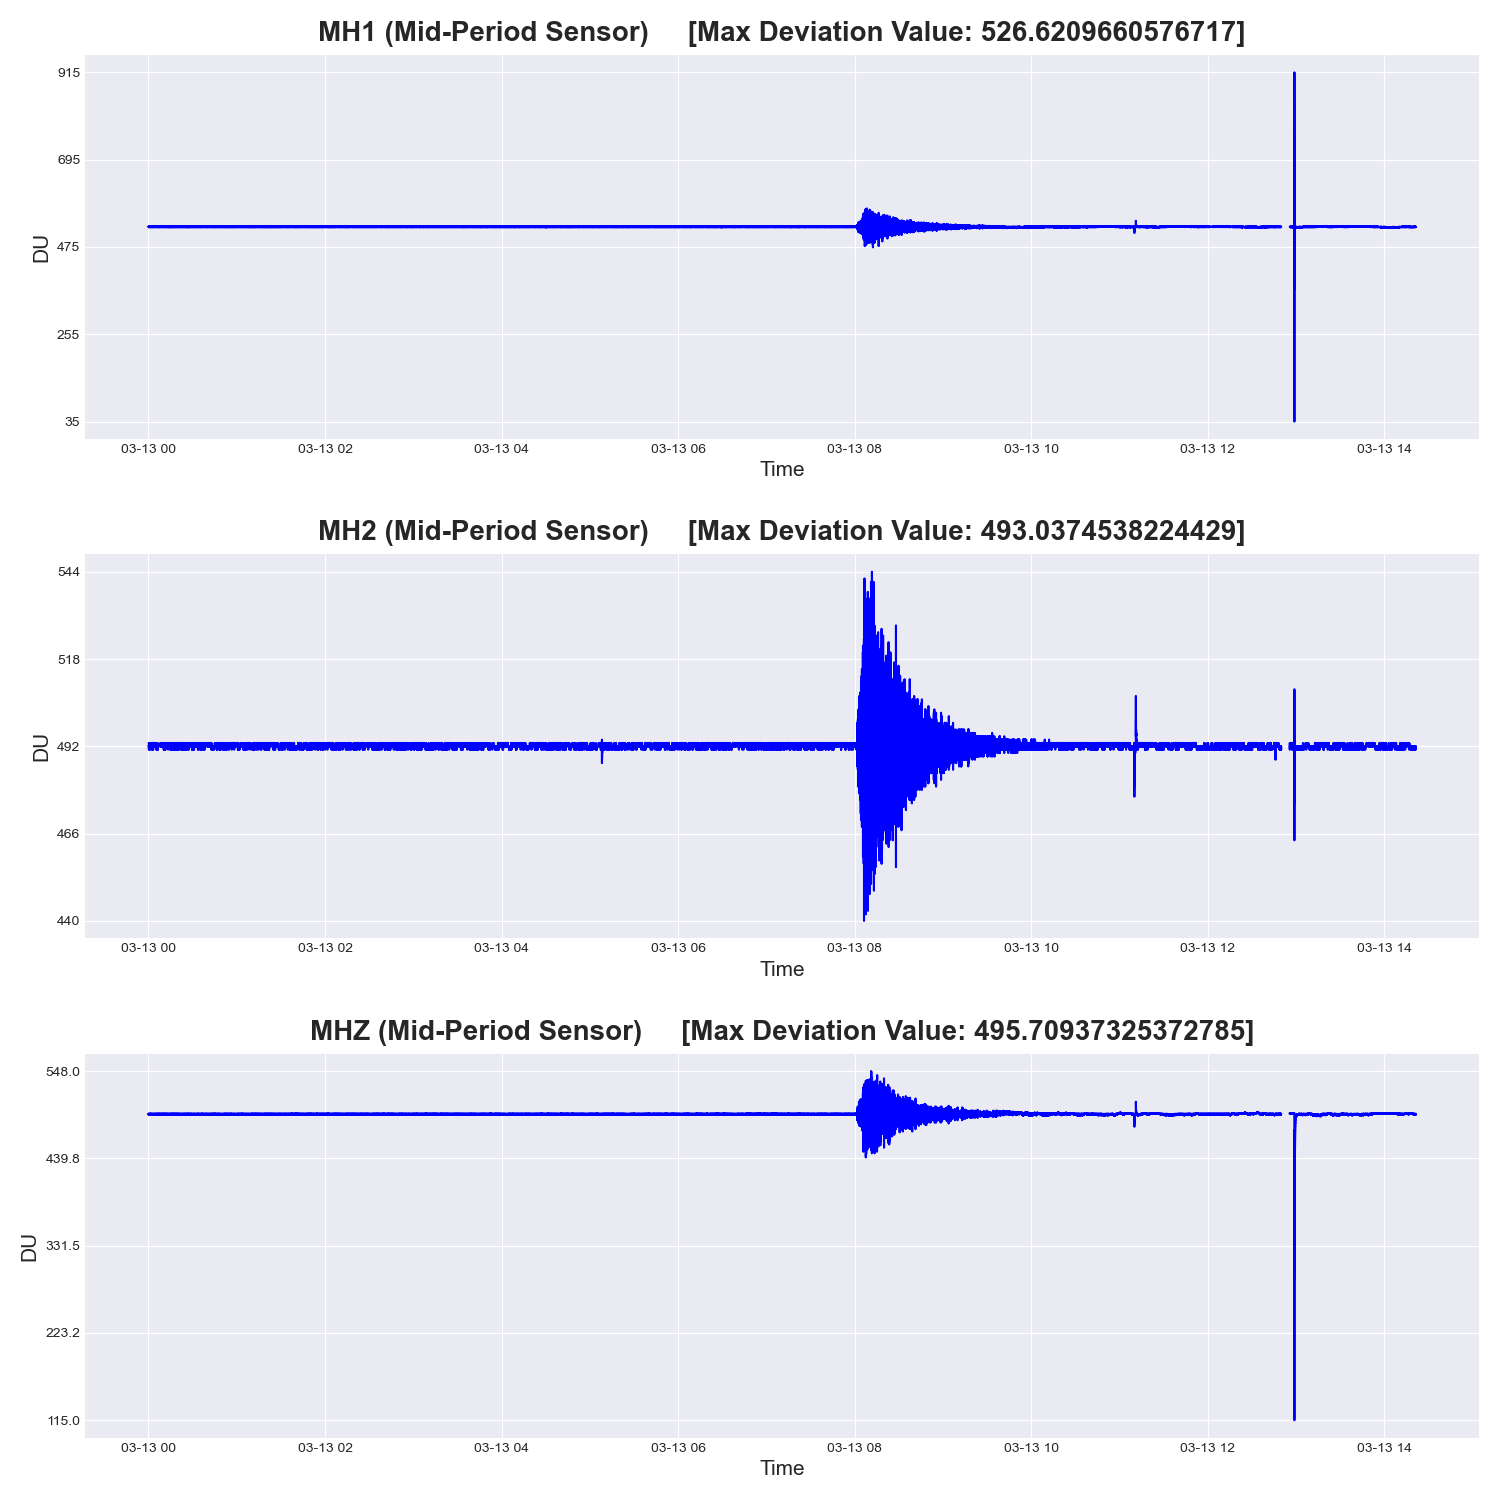 MH1 (Mid-Period Sensor) [Max Deviation Value: 526.6209660576717]
915
695
475
255
35
DU
03-13 00 03-13 02 03-13 04 03-13 06 03-13 08 03-13 10 03-13 12 03-13 14
Time
MH2 (Mid-Period Sensor) [Max Deviation Value: 493.0374538224429]
544
518
492
466
440
DU
03-13 00 03-13 02 03-13 04 03-13 06 03-13 08 03-13 10 03-13 12 03-13 14
Time
MHZ (Mid-Period Sensor) [Max Deviation Value: 495.70937325372785]
548.0
439.8
331.5
223.2
115.0
DU
03-13 00 03-13 02 03-13 04 03-13 06 03-13 08 03-13 10 03-13 12 03-13 14
Time